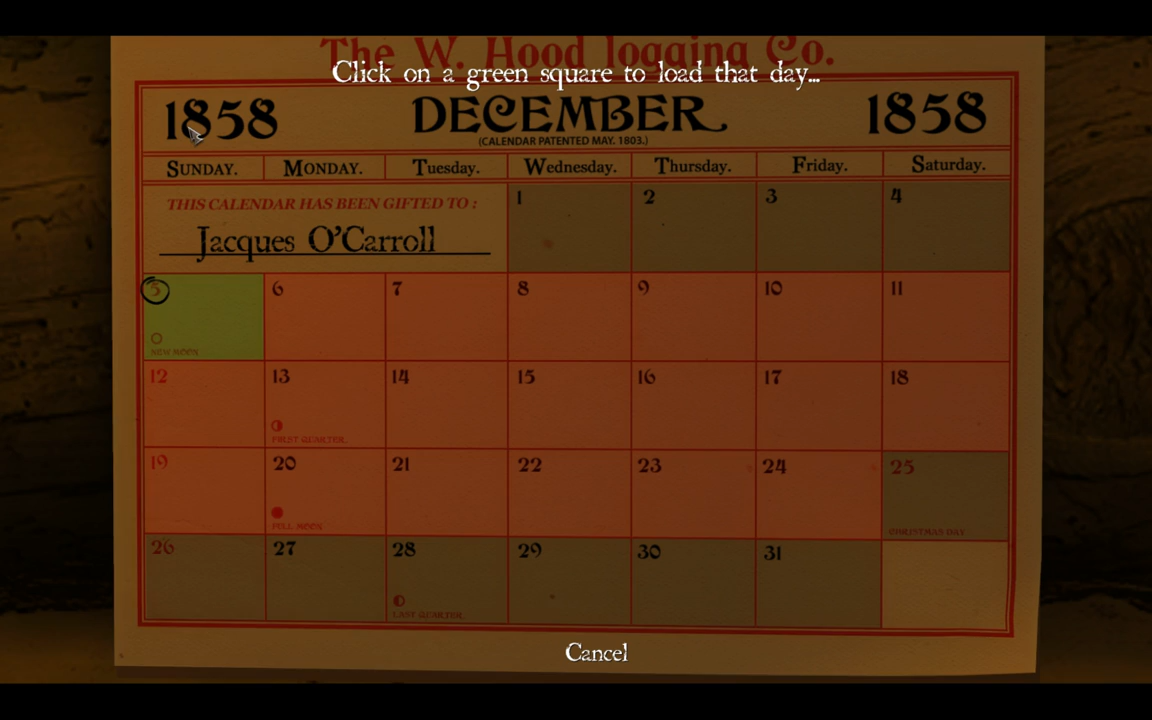 The W. Hood logging Co.
Click on a green square to load that day...
1858 DECEMBER 1858
(CALENDAR PATENTED MAY. 1803.)
SUNDAY. MONDAY. Tuesday. Wednesday. Thursday. Friday. Saturday.
THIS CALENDAR HAS BEEN GIFTED TO :
Jacques O'Carroll
1 2 3 4
5 6 7 8 9 10 11
NEW MOON
12 13 14 15 16 17 18
FIRST QUARTER
19 20 21 22 23 24 25
FULL MOON
CHRISTMAS DAY
26 27 28 29 30 31
LAST QUARTER
Cancel